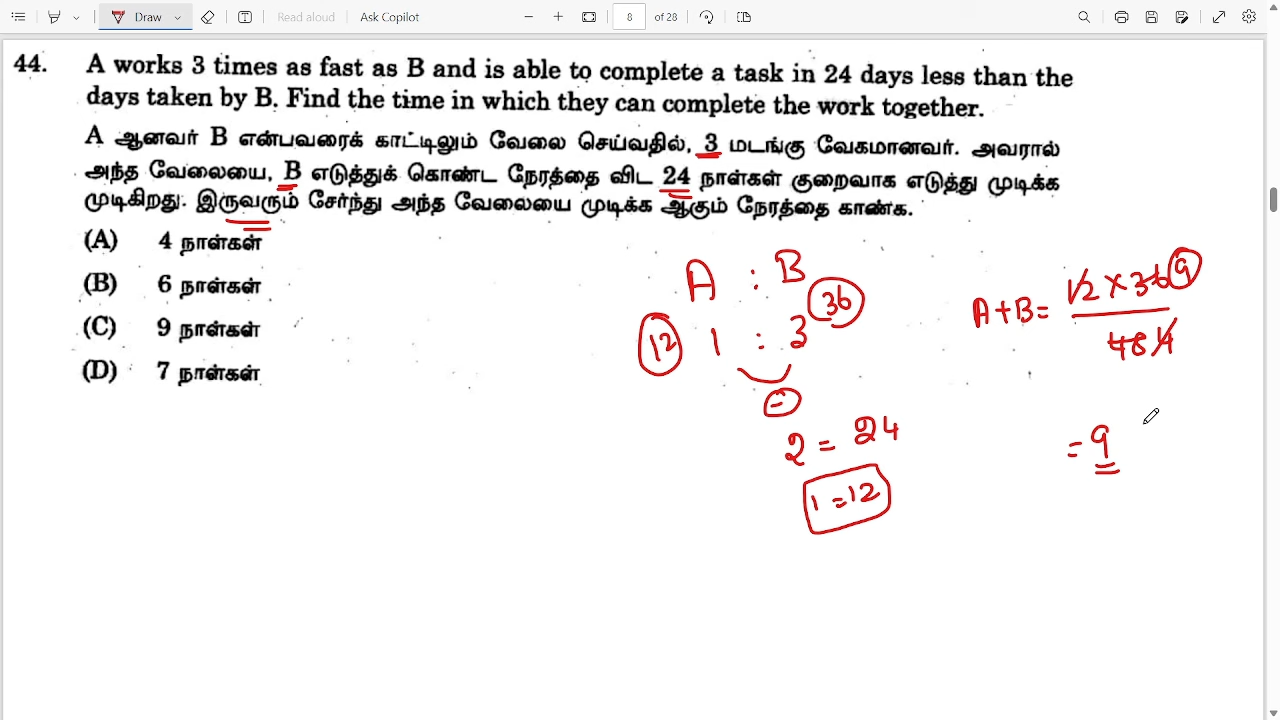 Draw
Read aloud
Ask Copilot
8
of 28
44. A works 3 times as fast as B and is able to complete a task in 24 days less than the
days taken by B. Find the time in which they can complete the work together.
A ஆனவர் B என்பவரைக் காட்டிலும் வேலை செய்வதில், 3 மடங்கு வேகமானவர். அவரால்
அந்த வேலையை, B எடுத்துக் கொண்ட நேரத்தை விட 24 நாள்கள் குறைவாக எடுத்து முடிக்க
முடிகிறது. இருவரும் சேர்ந்து அந்த வேலையை முடிக்க ஆகும் நேரத்தை காண்க.
(A) 4 நாள்கள்
(B) 6 நாள்கள்
(C) 9 நாள்கள்
(D) 7 நாள்கள்
A : B
36
12 1 : 3
-
2 = 24
1 = 12
A+B = 12 × 36 9
48 4
= 9